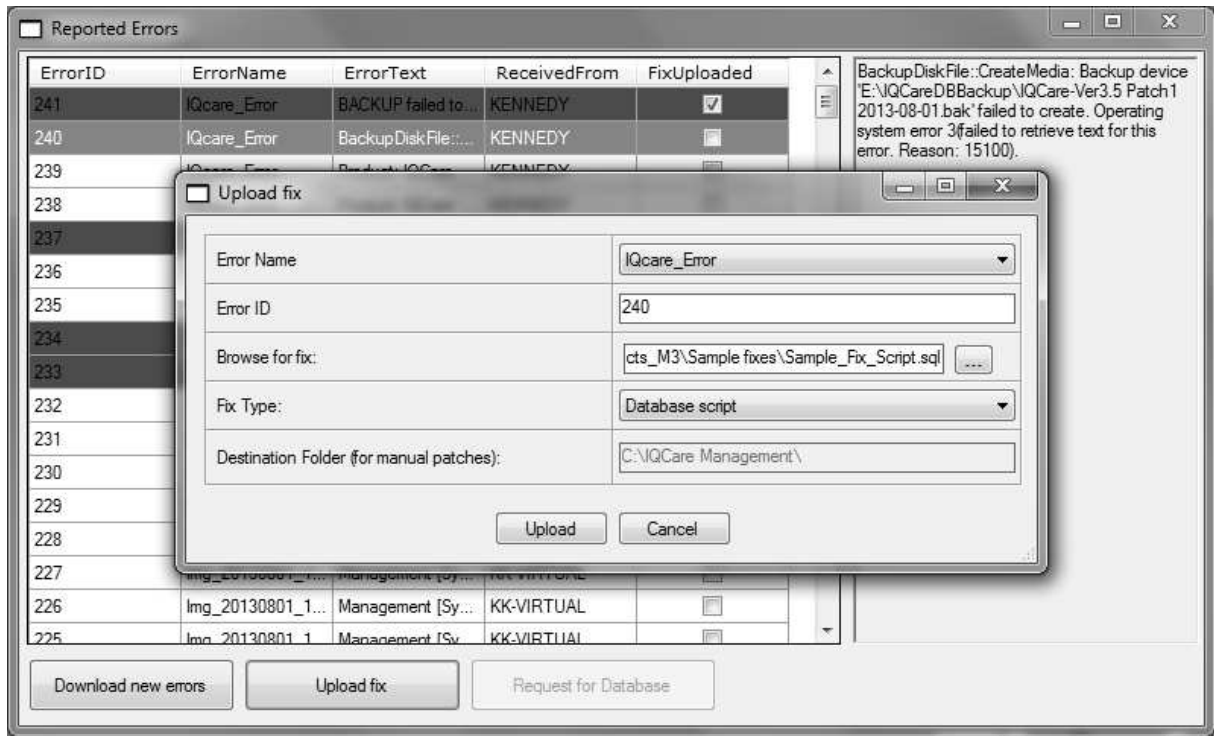 Reported Errors
ErrorID ErrorName ErrorText ReceivedFrom FixUploaded
241 IQcare_Error BACKUP failed to... KENNEDY
240 IQcare_Error BackupDiskFile::... KENNEDY
239 IQcare_Error Product: IQCare... KENNEDY
238
237
236
235
234
233
232
231
230
229
228
227
226 Img_20130801_1... Management [Sy... KK-VIRTUAL
225 Img_20130801_1... Management [Sy... KK-VIRTUAL
BackupDiskFile::CreateMedia: Backup device
'E:\IQCareDBBackup\IQCare-Ver3.5 Patch1
2013-08-01.bak' failed to create. Operating
system error 3(failed to retrieve text for this
error. Reason: 15100).
Upload fix
Error Name IQcare_Error
Error ID 240
Browse for fix: cts_M3\Sample fixes\Sample_Fix_Script.sql ...
Fix Type: Database script
Destination Folder (for manual patches): C:\IQCare Management\
Upload Cancel
Download new errors Upload fix Request for Database